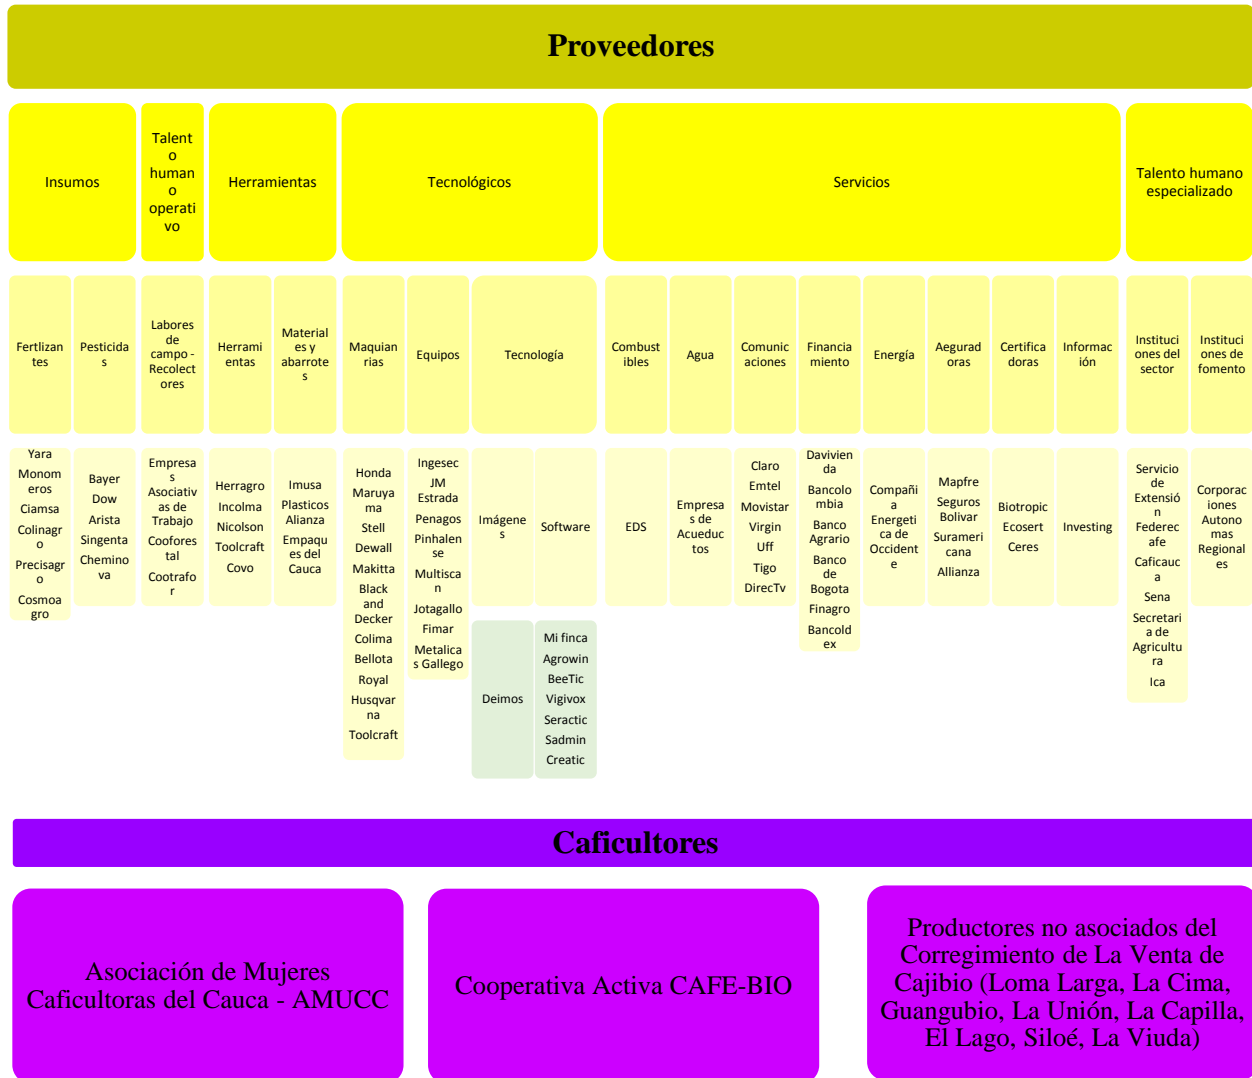 Proveedores
Insumos
Talent
o
human
o
operati
vo
Herramientas
Tecnológicos
Servicios
Talento humano
especializado
Fertlizan
tes
Pesticida
s
Labores
de
campo -
Recolect
ores
Herrami
entas
Material
es y
abarrote
s
Maquian
rias
Equipos
Tecnología
Combust
ibles
Agua
Comunic
aciones
Financia
miento
Energía
Aegurad
oras
Certifica
doras
Informac
ión
Instituci
ones del
sector
Instituci
ones de
fomento
Yara
Monom
eros
Ciamsa
Colinagr
o
Precisagr
o
Cosmoa
gro
Bayer
Dow
Arista
Singenta
Chemino
va
Empresa
s
Asociativ
as de
Trabajo
Coofores
tal
Cootrafo
r
Herragro
Incolma
Nicolson
Toolcraft
Covo
Imusa
Plasticos
Alianza
Empaqu
es del
Cauca
Honda
Maruya
ma
Stell
Dewall
Makitta
Black
and
Decker
Colima
Bellota
Royal
Husqvar
na
Toolcraft
Ingesec
JM
Estrada
Penagos
Pinhalen
se
Multisca
n
Jotagallo
Fimar
Metalica
s Gallego
Imágene
s
Deimos
Software
Mi finca
Agrowin
BeeTic
Vigivox
Seractic
Sadmin
Creatic
EDS
Empresa
s de
Acueduc
tos
Claro
Emtel
Movistar
Virgin
Uff
Tigo
DirecTv
Davivien
da
Bancolo
mbia
Banco
Agrario
Banco
de
Bogota
Finagro
Bancold
ex
Compañi
a
Energeti
ca de
Occident
e
Mapfre
Seguros
Bolivar
Surameri
cana
Allianza
Biotropic
Ecosert
Ceres
Investing
Servicio
de
Extensió
n
Federec
afe
Caficauc
a
Sena
Secretari
a de
Agricultu
ra
Ica
Corporac
iones
Autono
mas
Regional
es
Caficultores
Asociación de Mujeres
Caficultoras del Cauca - AMUCC
Cooperativa Activa CAFE-BIO
Productores no asociados del
Corregimiento de La Venta de
Cajibio (Loma Larga, La Cima,
Guangubio, La Unión, La Capilla,
El Lago, Siloé, La Viuda)